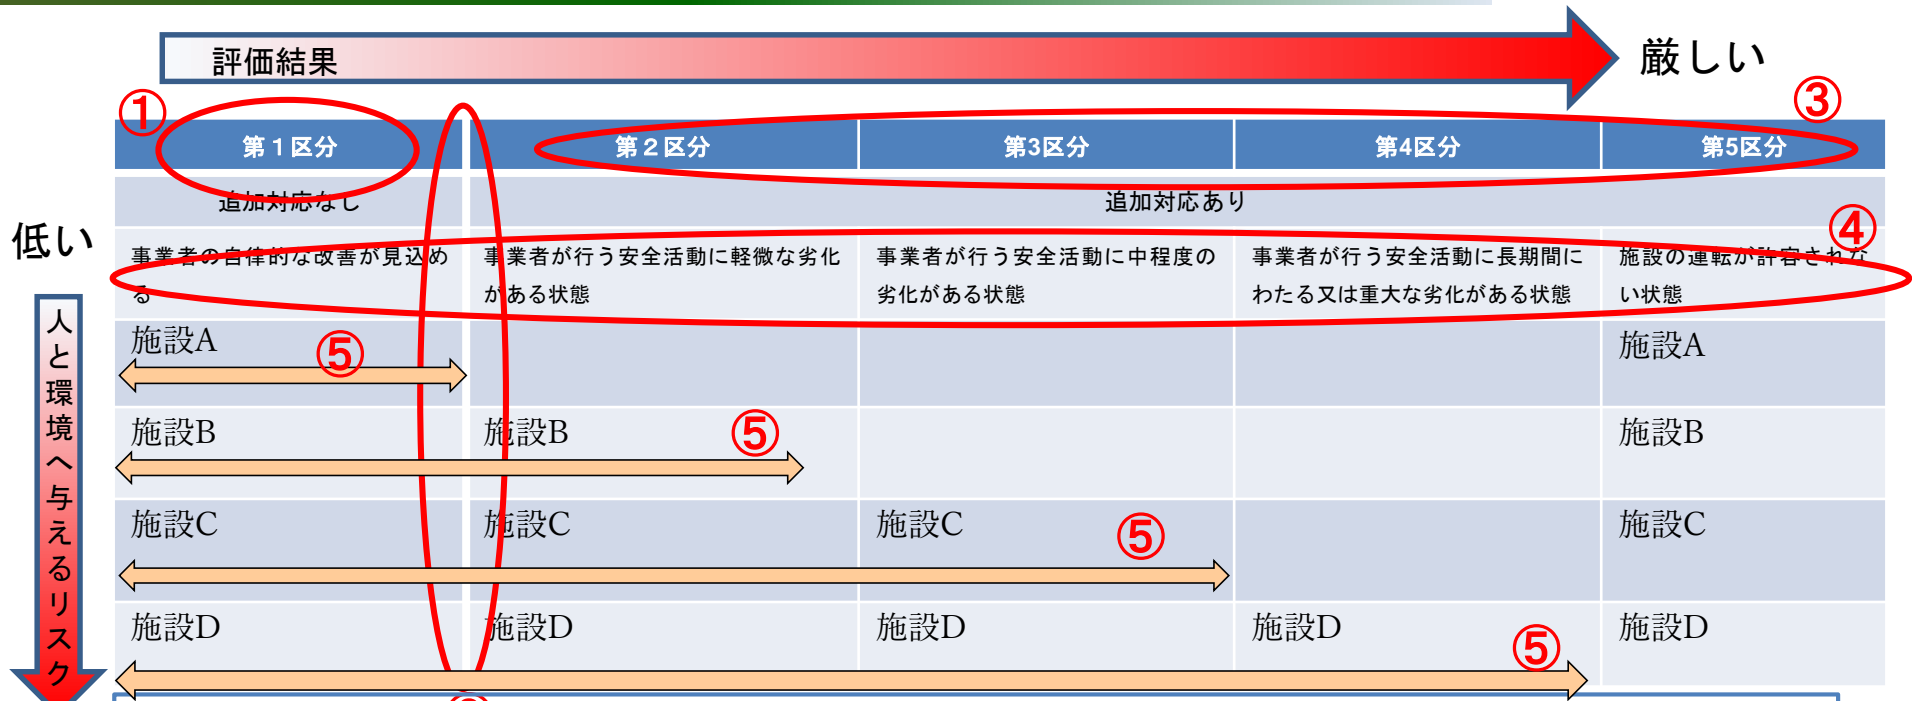 評価結果
厳しい
①
③
第１区分
第２区分
第3区分
第4区分
第5区分
追加対応なし
追加対応あり
低い
④
事業者の自律的な改善が見込め
る
事業者が行う安全活動に軽微な劣化
がある状態
事業者が行う安全活動に中程度の
劣化がある状態
事業者が行う安全活動に長期間に
わたる又は重大な劣化がある状態
施設の運転が許容されな
い状態
人と環境へ与えるリスク
施設A
⑤
施設A
施設B
施設B
⑤
施設B
施設C
施設C
施設C
⑤
施設C
施設D
施設D
施設D
施設D
⑤
施設D